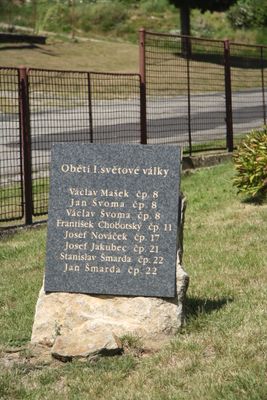 Obětí I.světové války
Václav Mašek čp. 8
Jan Švoma čp. 8
Václav Švoma čp. 8
František Chobotský čp. 11
Josef Nováček čp. 17
Josef Jakubec čp. 21
Stanislav Šmarda čp. 22
Jan Šmarda čp. 22